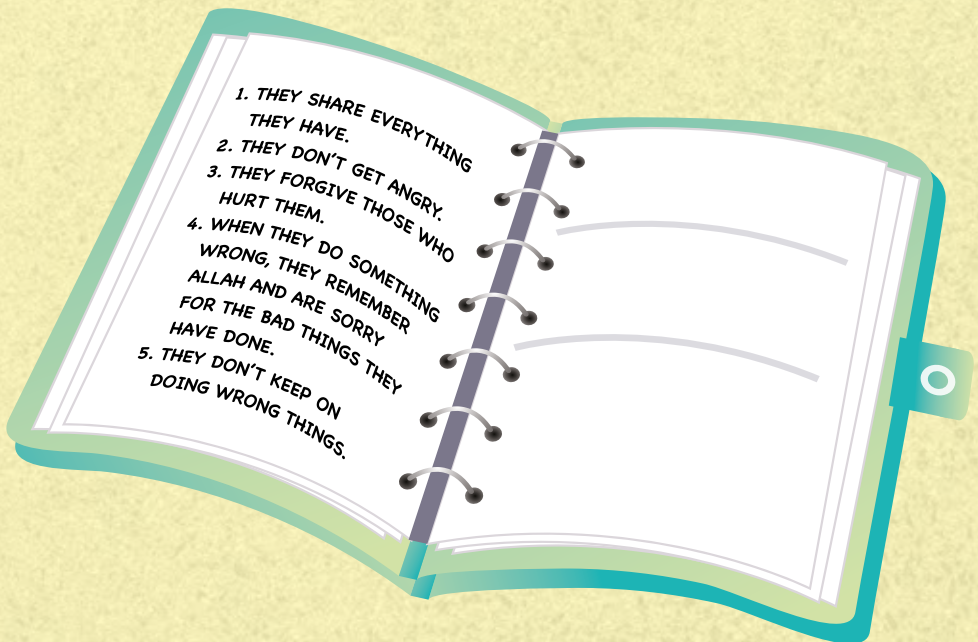 1. THEY SHARE EVERYTHING
THEY HAVE.
2. THEY DON'T GET ANGRY.
3. THEY FORGIVE THOSE WHO
HURT THEM.
4. WHEN THEY DO SOMETHING
WRONG, THEY REMEMBER
ALLAH AND ARE SORRY
FOR THE BAD THINGS THEY
HAVE DONE.
5. THEY DON'T KEEP ON
DOING WRONG THINGS.